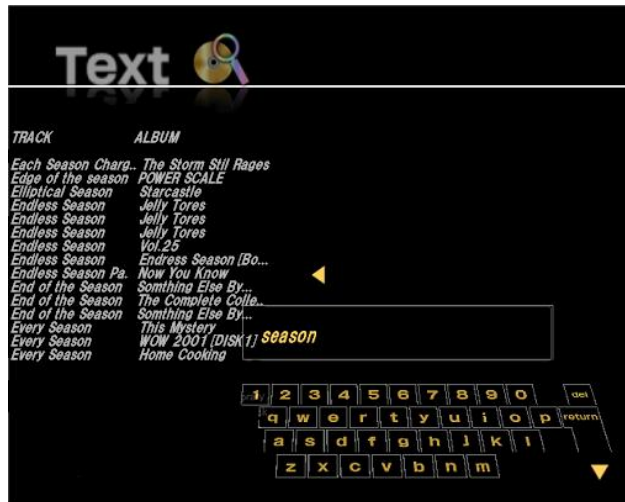 Text
TRACK ALBUM
Each Season Charg.. The Storm Stil Rages
Edge of the season POWER SCALE
Elliptical Season Starcastle
Endless Season Jelly Tores
Endless Season Jelly Tores
Endless Season Jelly Tores
Endless Season Vol.25
Endless Season Endress Season [Bo...
Endless Season Pa. Now You Know
End of the Season Somthing Else By...
End of the Season The Complete Colle..
End of the Season Somthing Else By...
Every Season This Mystery
Every Season WOW 2001 [DISK1]
Every Season Home Cooking
season
1 2 3 4 5 6 7 8 9 0 del
q w e r t y u i o p return
a s d f g h j k l
z x c v b n m